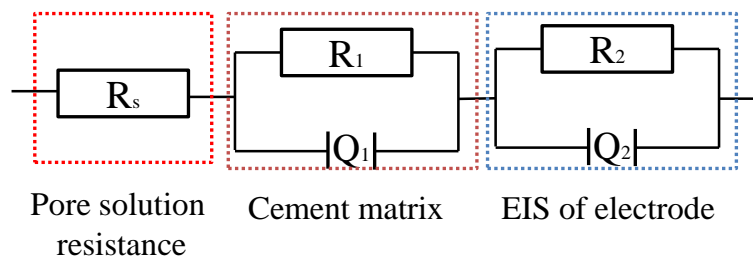 Rs
R1
Q1
R2
Q2
Pore solution
resistance
Cement matrix
EIS of electrode